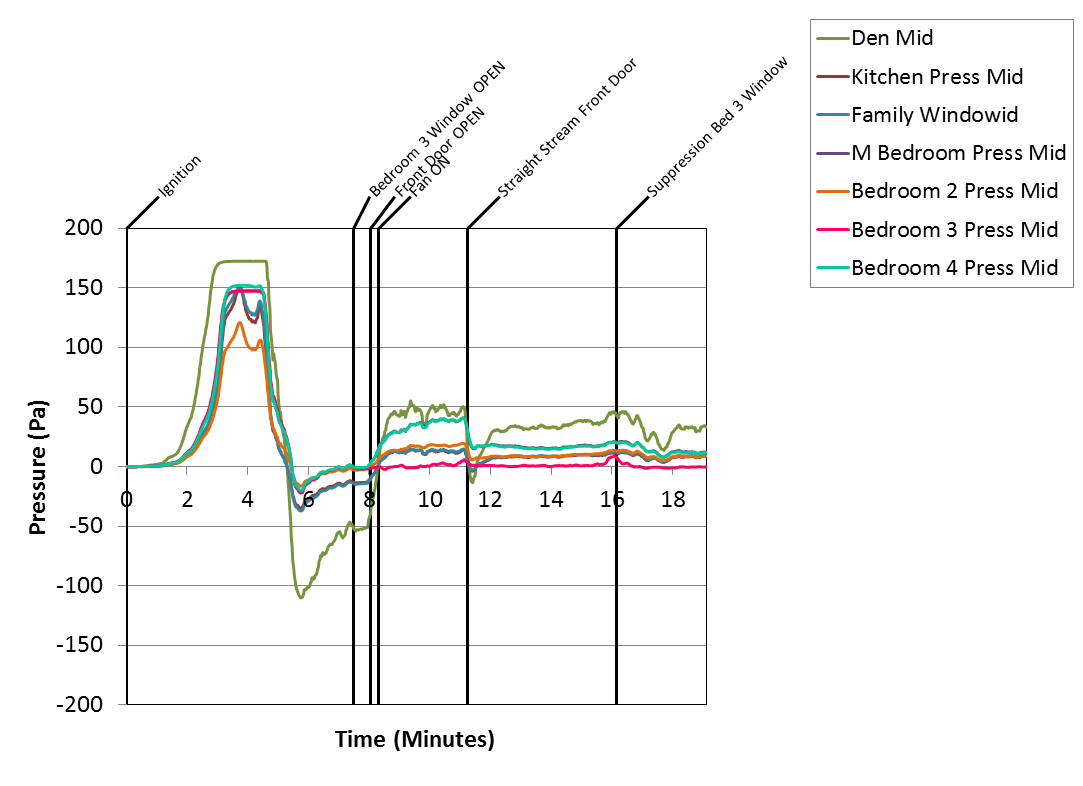 Den Mid
Kitchen Press Mid
Family Windowid
M Bedroom Press Mid
Bedroom 2 Press Mid
Bedroom 3 Press Mid
Bedroom 4 Press Mid
Ignition
Bedroom 3 Window OPEN
Front Door OPEN
Fan ON
Straight Stream Front Door
Suppression Bed 3 Window
200
150
100
50
0
-50
-100
-150
-200
0 2 4 6 8 10 12 14 16 18
Pressure (Pa)
Time (Minutes)